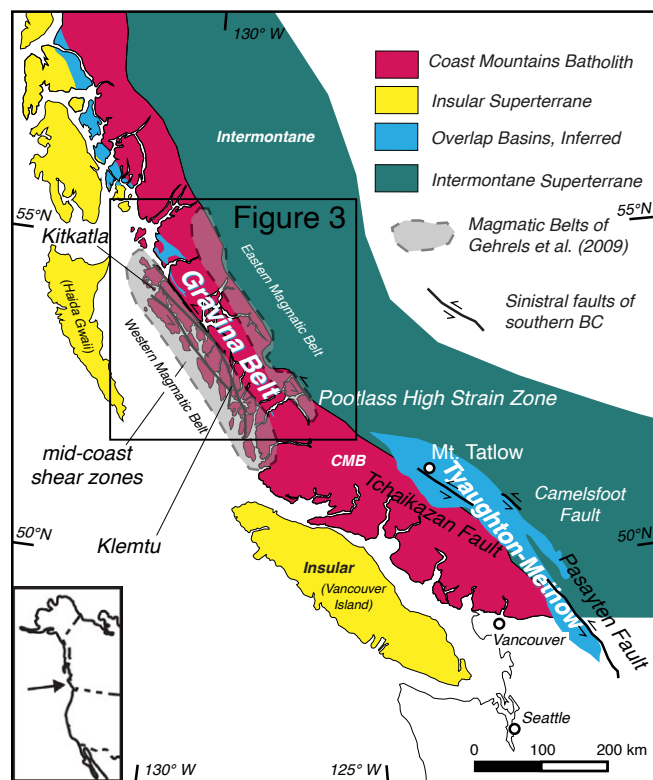 130° W
Coast Mountains Batholith
Insular Superterrane
Overlap Basins, Inferred
Intermontane Superterrane
Magmatic Belts of
Gehrels et al. (2009)
Sinistral faults of
southern BC
Intermontane
55°N
55°N
Figure 3
Kitkatla
(Haida Gwaii)
Gravina Belt
Eastern Magmatic Belt
Western Magmatic Belt
Pootlass High Strain Zone
mid-coast
shear zones
Klemtu
CMB
Mt. Tatlow
Tyaughton-Methow
Tchaikazan Fault
Camelsfoot
Fault
Pasayten Fault
50°N
50°N
Insular
(Vancouver
Island)
Vancouver
Seattle
130° W
125° W
0
100
200 km